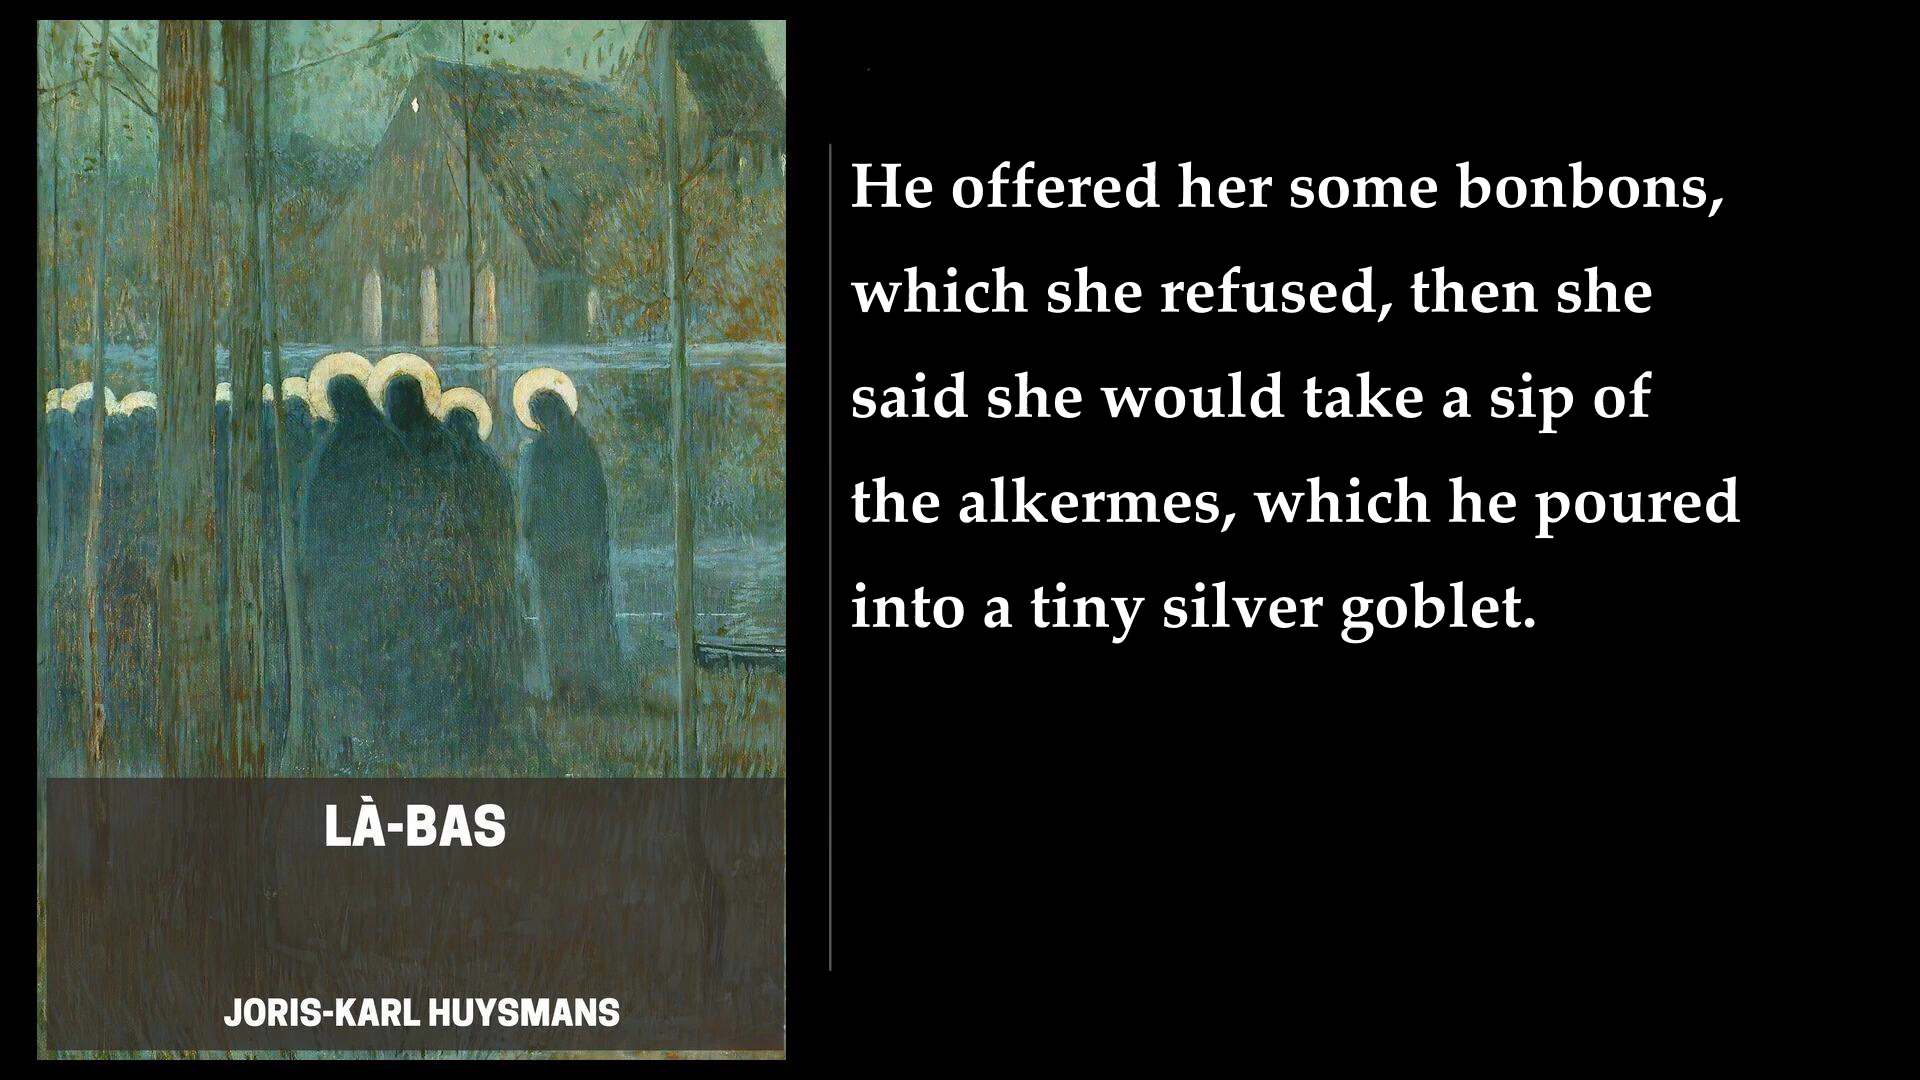 LÀ-BAS
JORIS-KARL HUYSMANS
He offered her some bonbons,
which she refused, then she
said she would take a sip of
the alkermes, which he poured
into a tiny silver goblet.